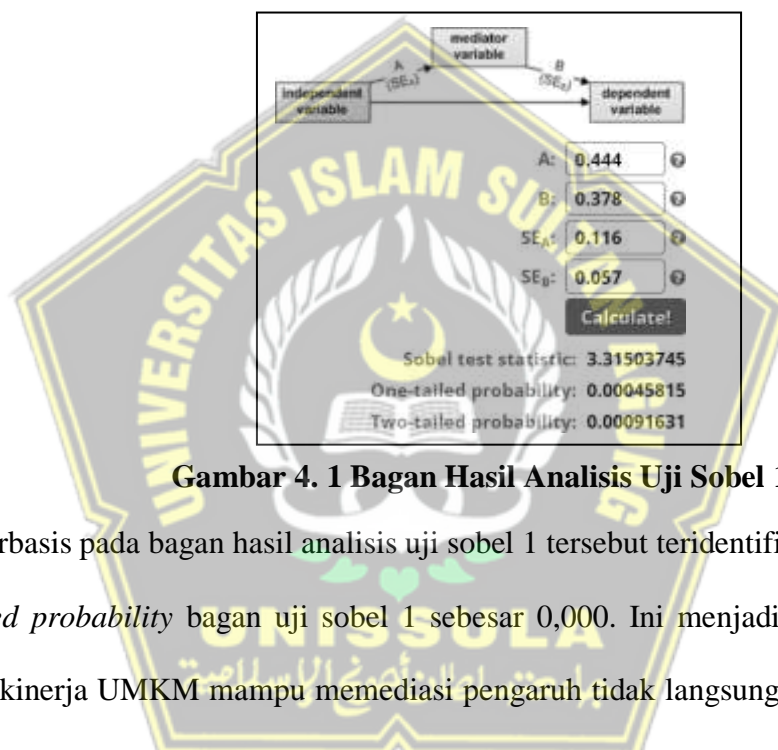 mediator
variable
A
(SEA)
B
(SEB)
independent
variable
dependent
variable
A: 0.444
B: 0.378
SEA: 0.116
SEB: 0.057
Calculate!
Sobel test statistic: 3.31503745
One-tailed probability: 0.00045815
Two-tailed probability: 0.00091631
Gambar 4. 1 Bagan Hasil Analisis Uji Sobel 1
rbasis pada bagan hasil analisis uji sobel 1 tersebut teridentifi
ed probability bagan uji sobel 1 sebesar 0,000. Ini menjadi
kinerja UMKM mampu memediasi pengaruh tidak langsung
UNIVERSITAS ISLAM SULTAN AGUNG
UNISSULA